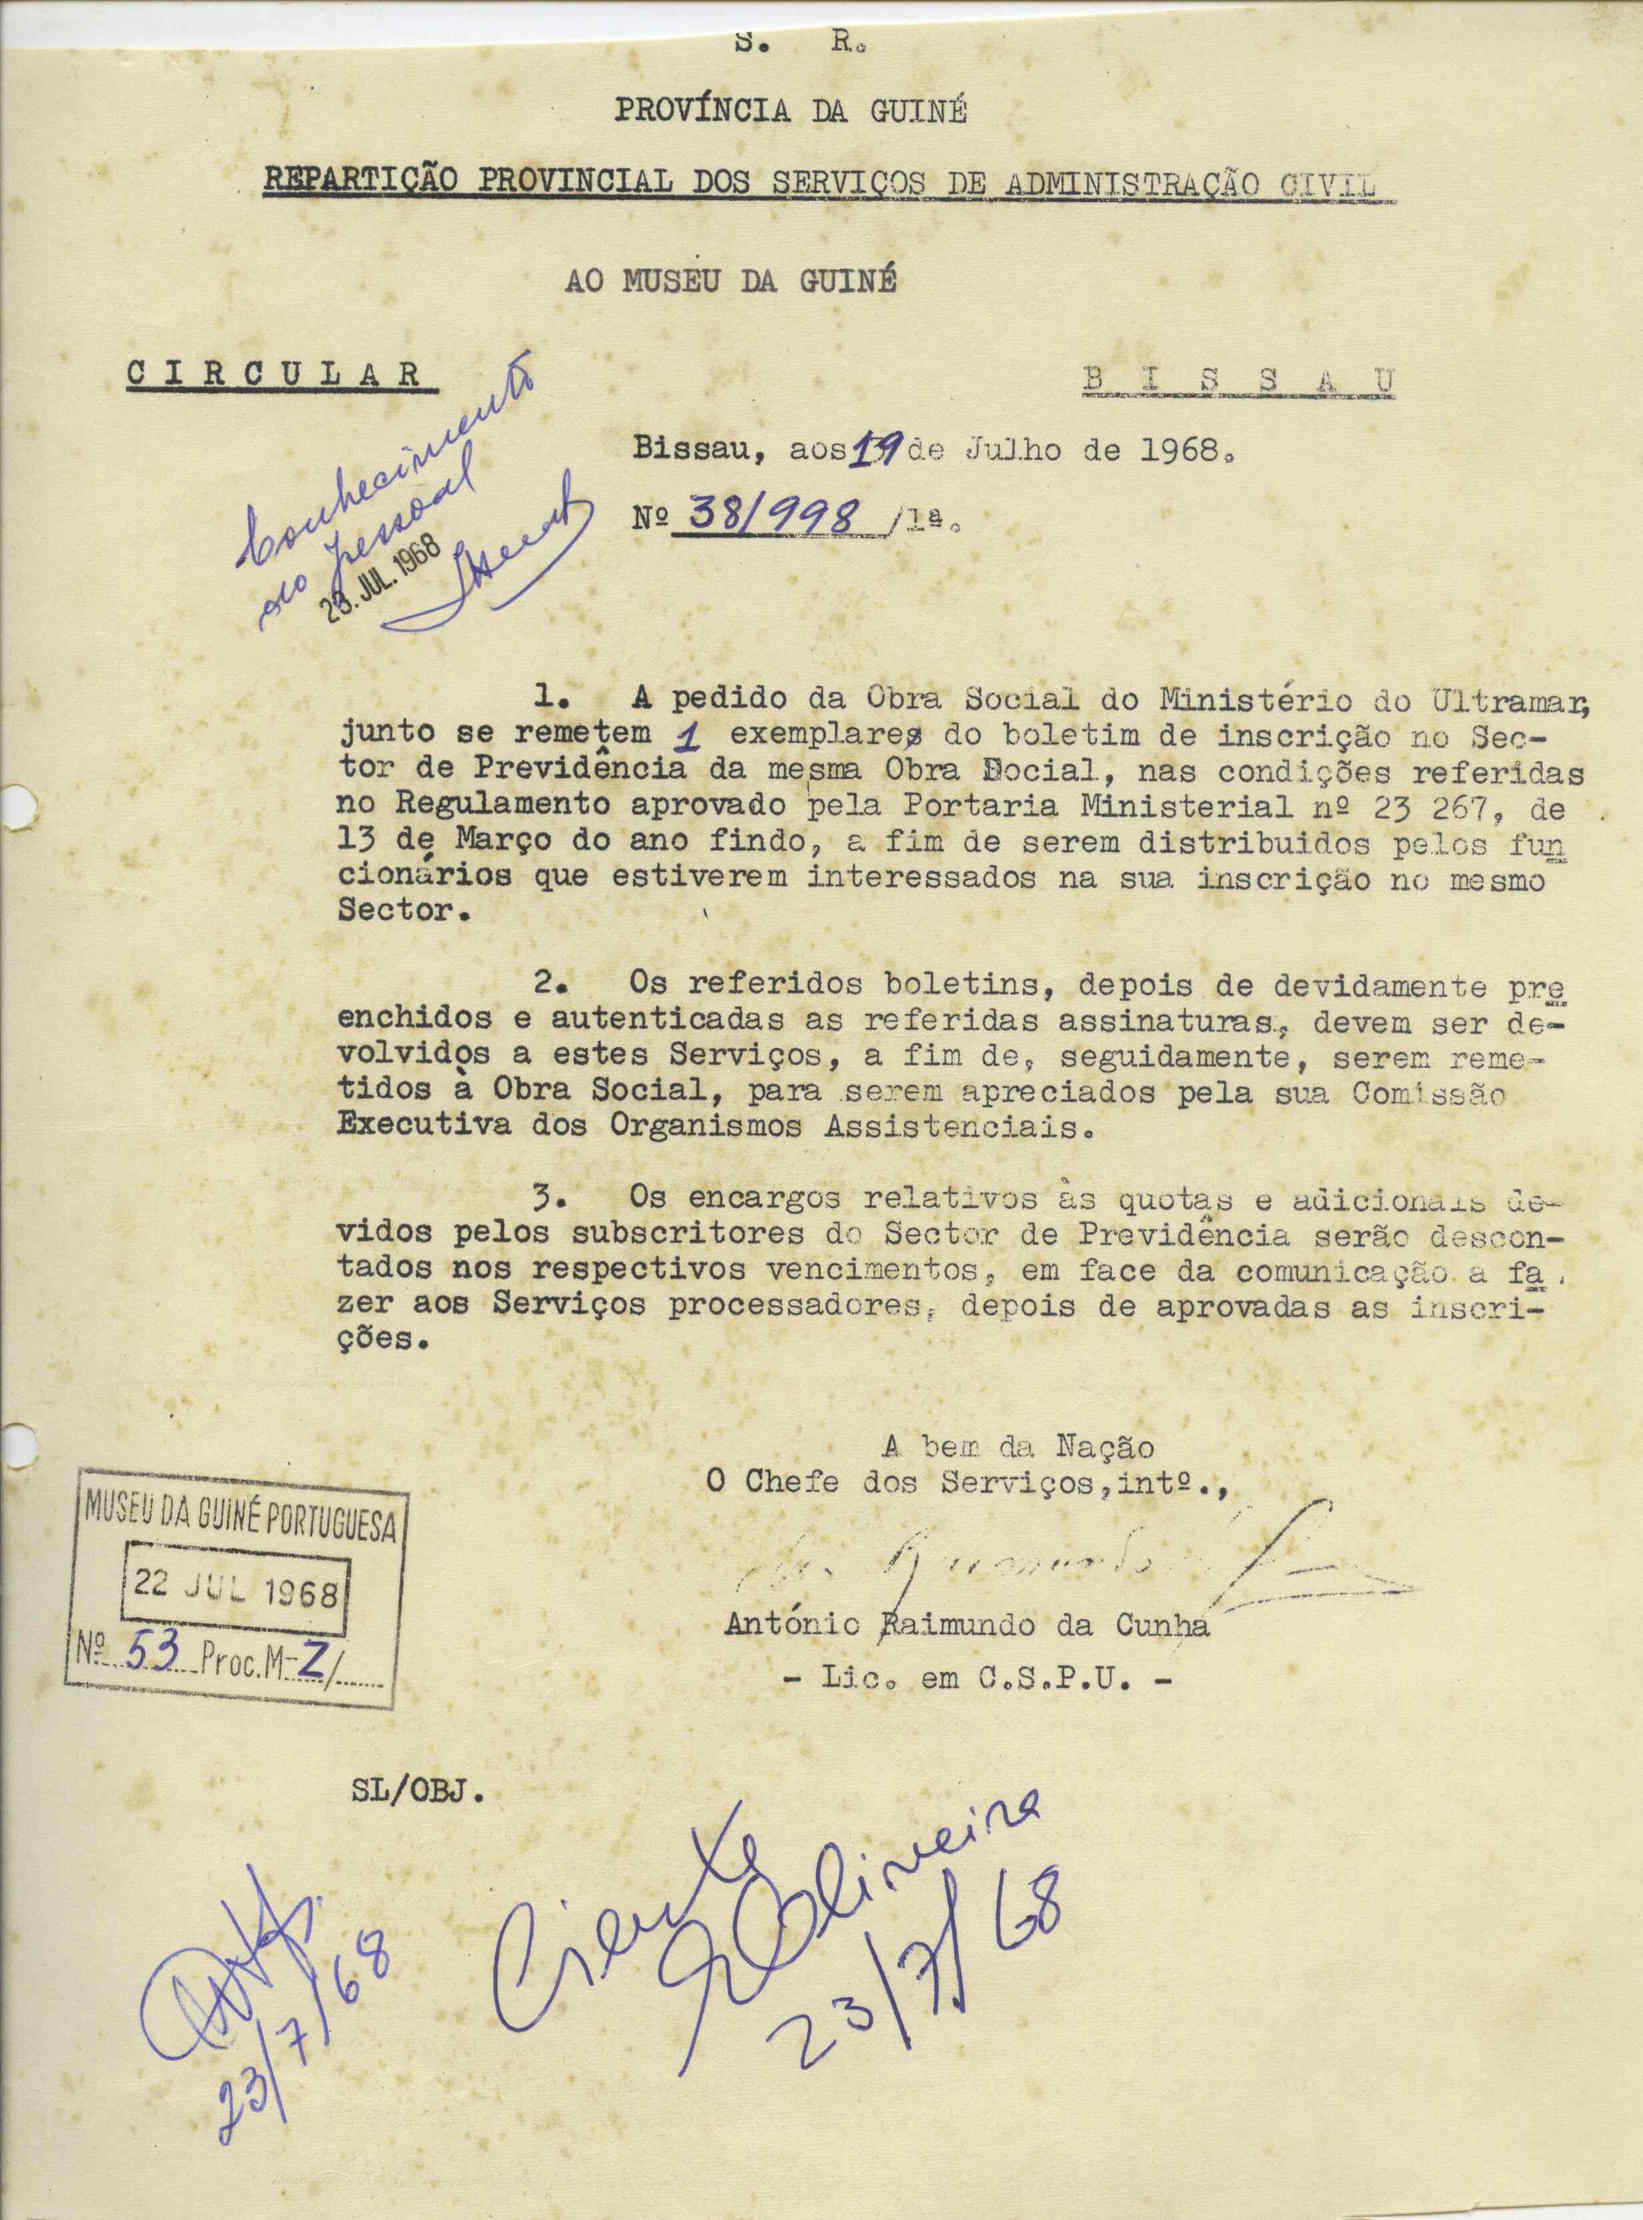 S. R.
PROVÍNCIA DA GUINÉ
REPARTIÇÃO PROVINCIAL DOS SERVIÇOS DE ADMINISTRAÇÃO CIVIL
AO MUSEU DA GUINÉ
CIRCULAR
BISSAU
Conhecimento
ao pessoal
23. JUL. 1968
Bissau, aos 19 de Julho de 1968.
Nº 38/998 /1ª.
1. A pedido da Obra Social do Ministério do Ultramar,
junto se remetem 1 exemplares do boletim de inscrição no Sec-
tor de Previdência da mesma Obra Social, nas condições referidas
no Regulamento aprovado pela Portaria Ministerial nº 23 267, de
13 de Março do ano findo, a fim de serem distribuidos pelos fun
cionários que estiverem interessados na sua inscrição no mesmo
Sector.
2. Os referidos boletins, depois de devidamente pre
enchidos e autenticadas as referidas assinaturas, devem ser de-
volvidos a estes Serviços, a fim de, seguidamente, serem reme-
tidos à Obra Social, para serem apreciados pela sua Comissão
Executiva dos Organismos Assistenciais.
3. Os encargos relativos às quotas e adicionais de-
vidos pelos subscritores do Sector de Previdência serão descon-
tados nos respectivos vencimentos, em face da comunicação a fa
zer aos Serviços processadores, depois de aprovadas as inscri-
ções.
A bem da Nação
O Chefe dos Serviços,intº.,
António Raimundo da Cunha
- Lic. em C.S.P.U. -
MUSEU DA GUINÉ PORTUGUESA
22 JUL 1968
Nº 53 Proc. M-Z/
SL/OBJ.
23/7/68
Ciente
Oliveira
23/7/68